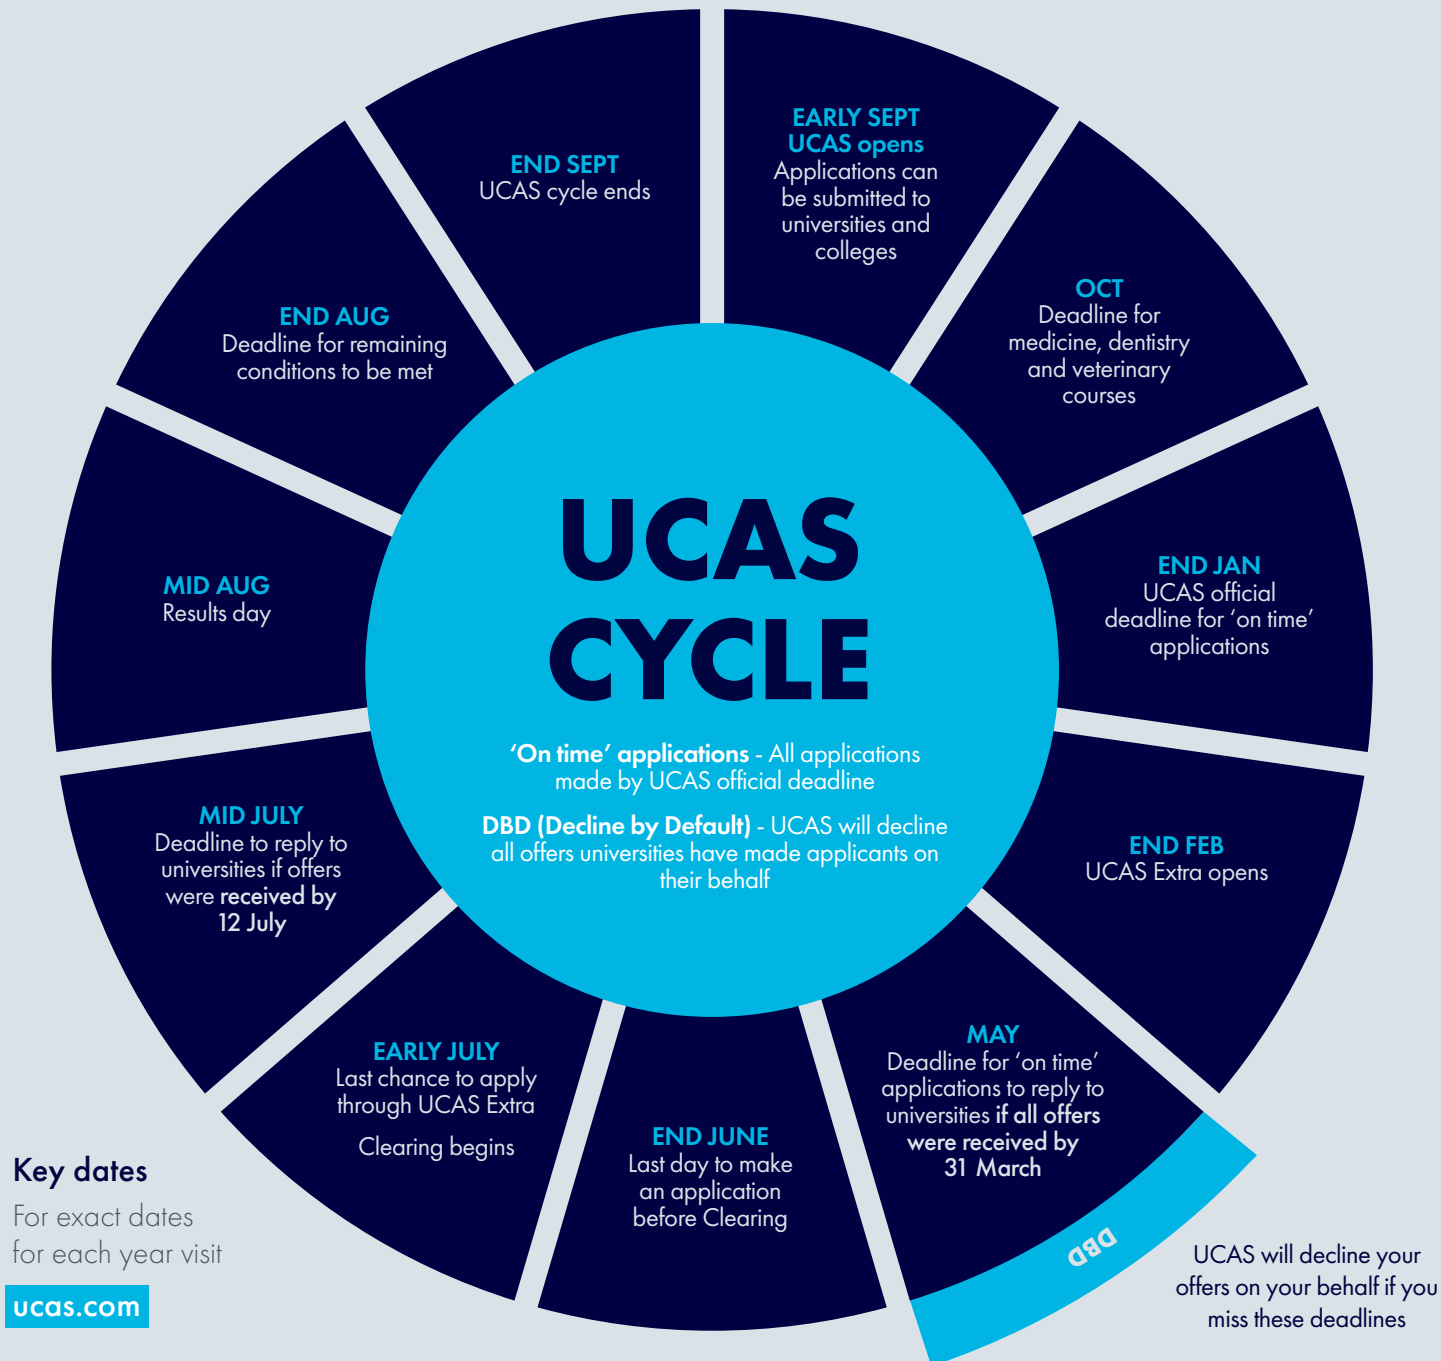 EARLY SEPT
UCAS opens
Applications can
be submitted to
universities and
colleges
OCT
Deadline for
medicine, dentistry
and veterinary
courses
END JAN
UCAS official
deadline for ‘on time’
applications
END FEB
UCAS Extra opens
MAY
Deadline for ‘on time’
applications to reply to
universities if all offers
were received by
31 March
DBD
UCAS will decline your
offers on your behalf if you
miss these deadlines
END JUNE
Last day to make
an application
before Clearing
EARLY JULY
Last chance to apply
through UCAS Extra
Clearing begins
MID JULY
Deadline to reply to
universities if offers
were received by
12 July
MID AUG
Results day
END AUG
Deadline for remaining
conditions to be met
END SEPT
UCAS cycle ends
UCAS
CYCLE
‘On time’ applications - All applications
made by UCAS official deadline
DBD (Decline by Default) - UCAS will decline
all offers universities have made applicants on
their behalf
Key dates
For exact dates
for each year visit
ucas.com